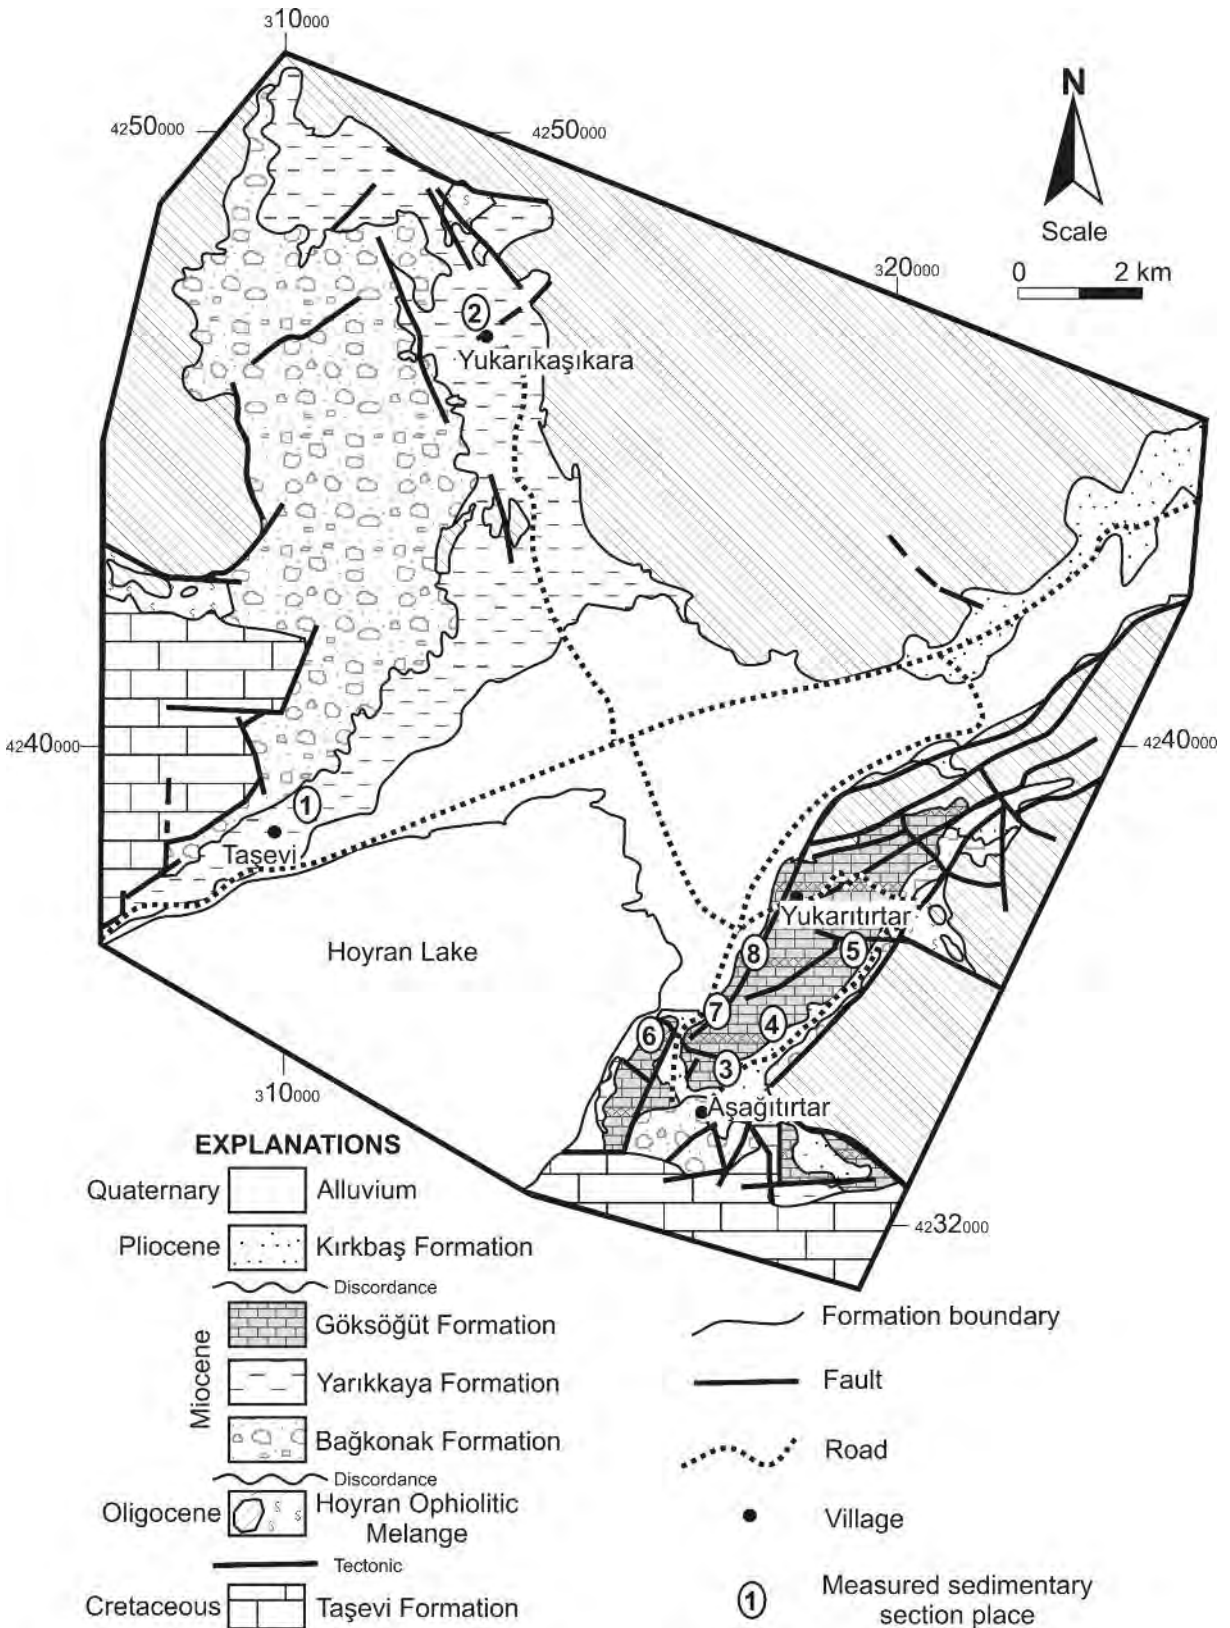 310000
4250000
4250000
N
Scale
0 2 km
320000
2
Yukarıkaşıkara
4240000
4240000
1
Taşevi
Yukarıtırtar
Hoyran Lake
8
5
7
6
4
3
310000
Aşağıtırtar
4232000
EXPLANATIONS
Quaternary Alluvium
Pliocene Kırkbaş Formation
Discordance
Miocene
Göksöğüt Formation
Yarıkkaya Formation
Bağkonak Formation
Discordance
Oligocene Hoyran Ophiolitic
Melange
Tectonic
Cretaceous Taşevi Formation
Formation boundary
Fault
Road
Village
1 Measured sedimentary
section place